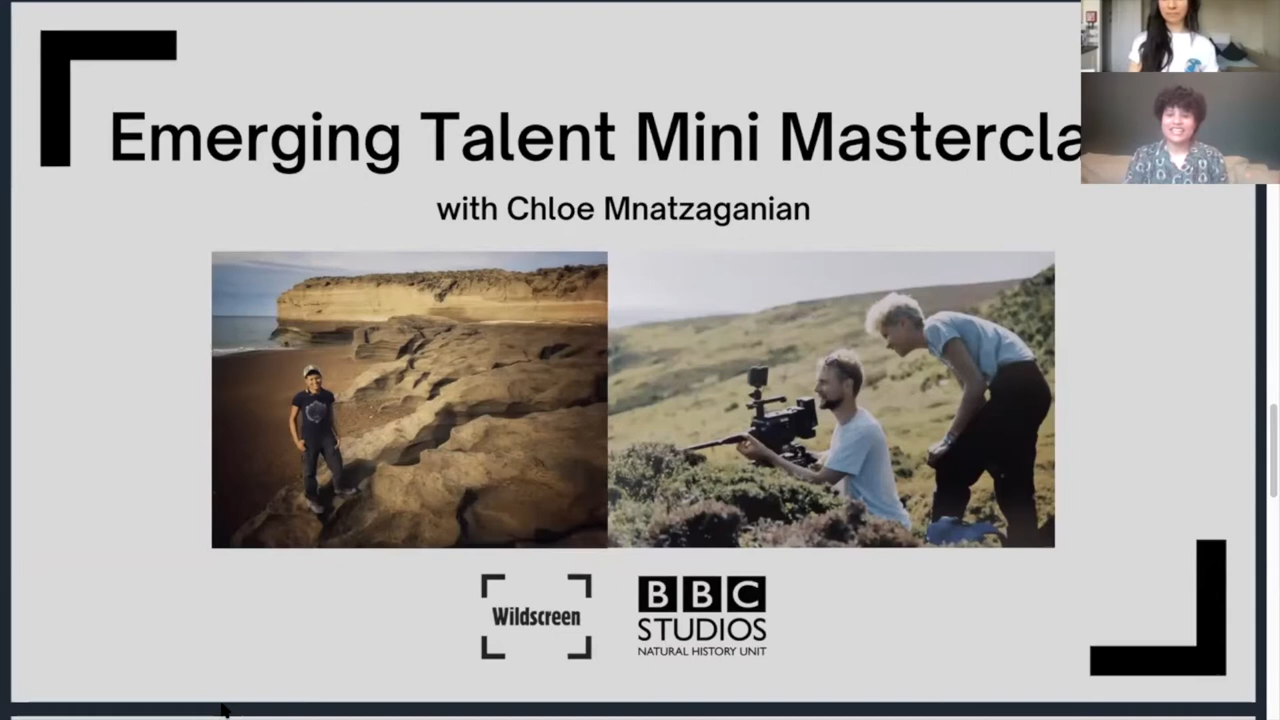 Emerging Talent Mini Mastercla
with Chloe Mnatzaganian
Wildscreen
BBC
STUDIOS
NATURAL HISTORY UNIT